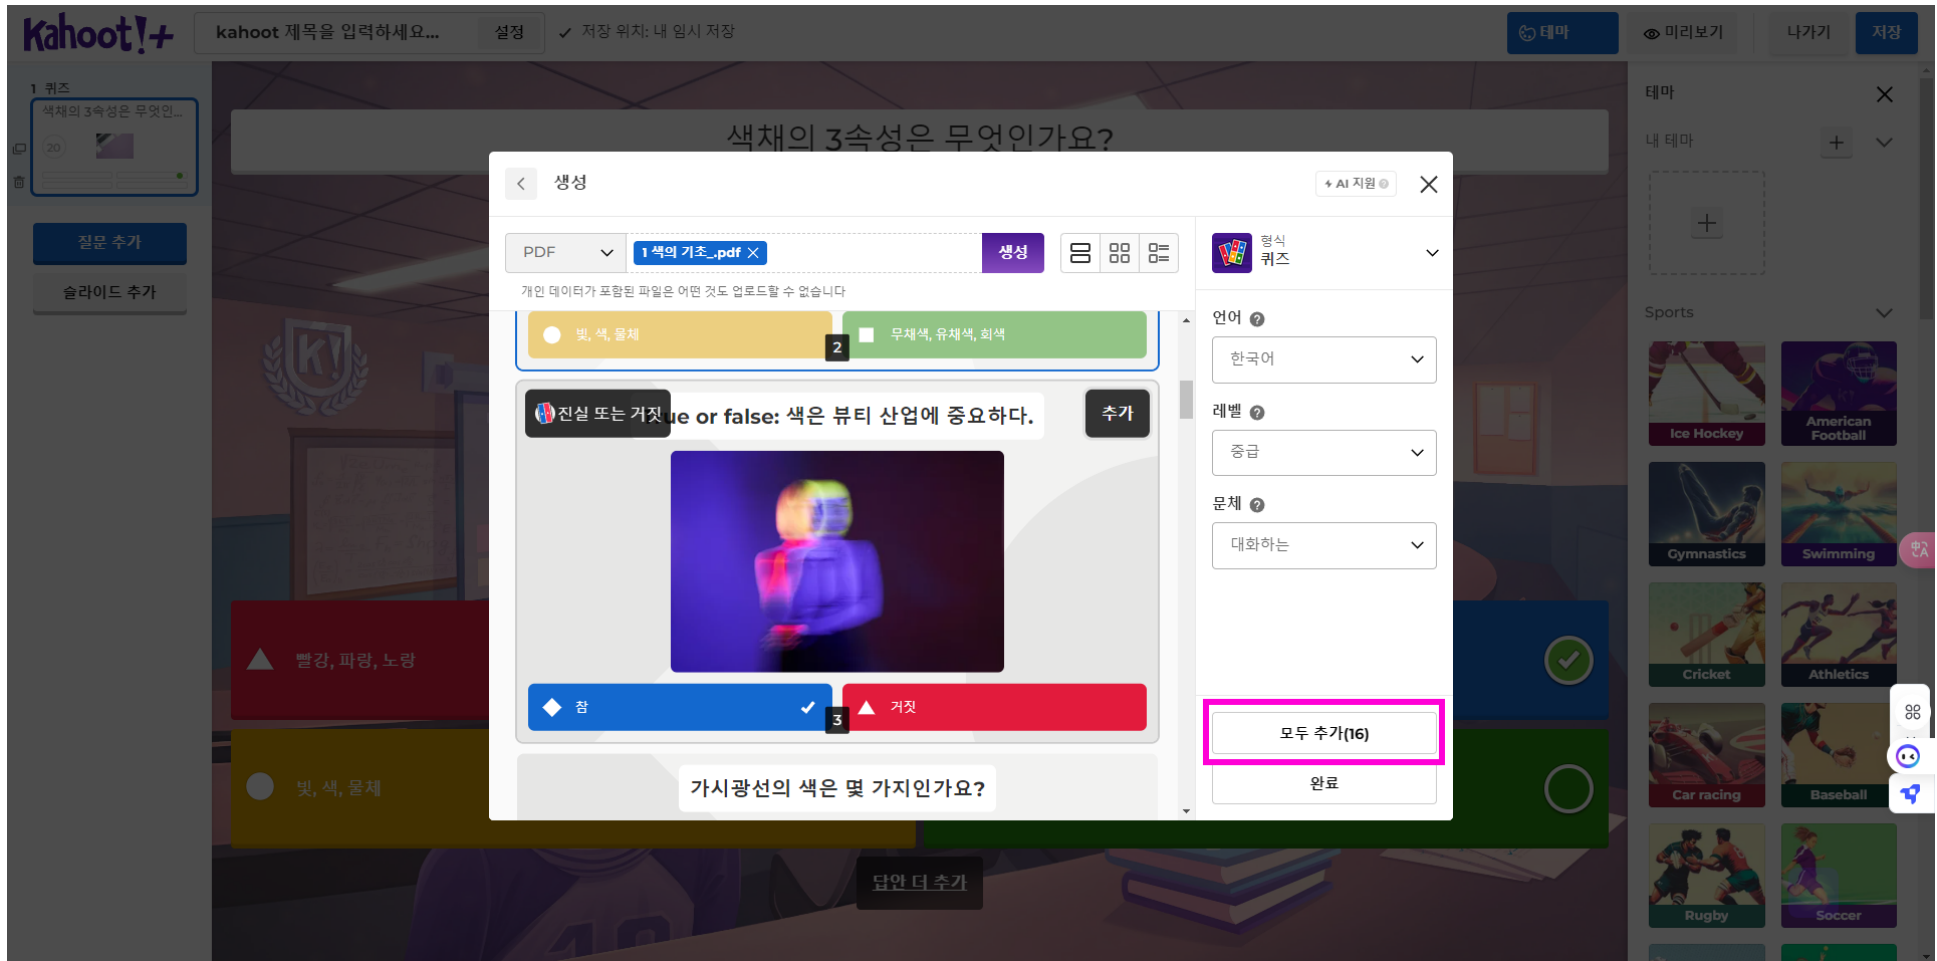 Kahoot!+
kahoot 제목을 입력하세요...
설정
저장 위치: 내 임시 저장
테마
미리보기
나가기
저장
1 퀴즈
색채의 3속성은 무엇인...
20
질문 추가
슬라이드 추가
색채의 3속성은 무엇인가요?
빨강, 파랑, 노랑
빛, 색, 물체
답안 더 추가
생성
AI 지원
PDF
1 색의 기초_.pdf
생성
개인 데이터가 포함된 파일은 어떤 것도 업로드할 수 없습니다
빛, 색, 물체
2
무채색, 유채색, 회색
진실 또는 거짓
ue or false: 색은 뷰티 산업에 중요하다.
추가
참
3
거짓
가시광선의 색은 몇 가지인가요?
형식
퀴즈
언어
한국어
레벨
중급
문체
대화하는
모두 추가(16)
완료
테마
내 테마
Sports
Ice Hockey
American
Football
Gymnastics
Swimming
Cricket
Athletics
Car racing
Baseball
Rugby
Soccer